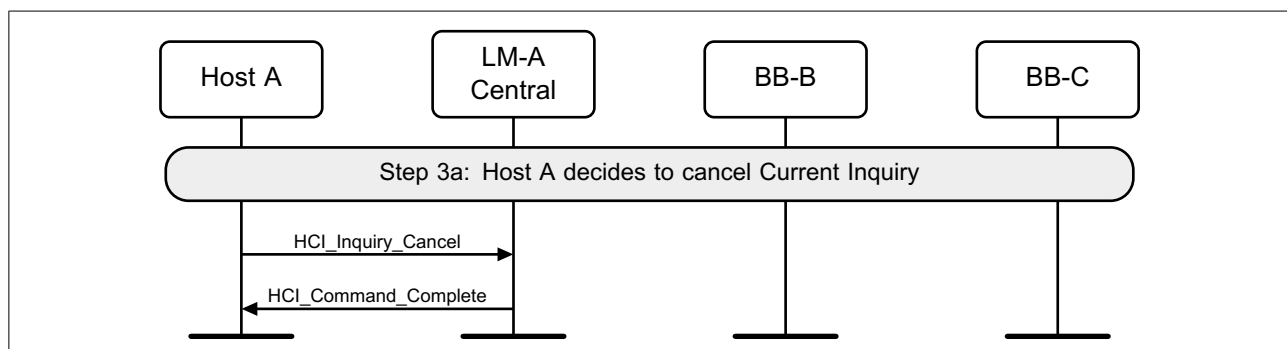 Host A
LM-A
Central
BB-B
BB-C
Step 3a: Host A decides to cancel Current Inquiry
HCI_Inquiry_Cancel
HCI_Command_Complete